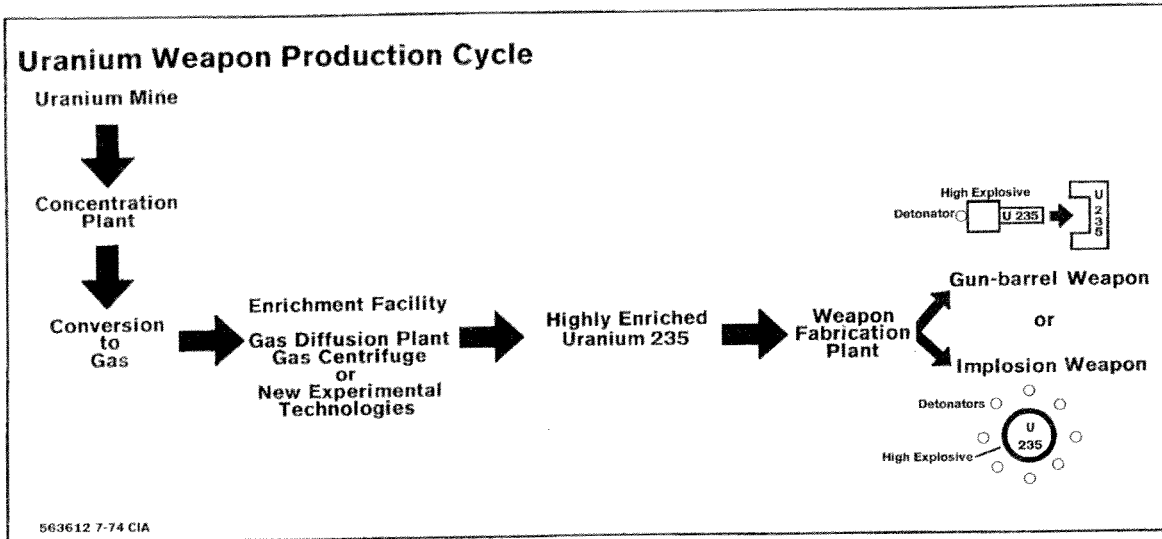 Uranium Weapon Production Cycle
Uranium Mine
Concentration
Plant
Conversion
to
Gas
Enrichment Facility
Gas Diffusion Plant
Gas Centrifuge
or
New Experimental
Technologies
Highly Enriched
Uranium 235
Weapon
Fabrication
Plant
High Explosive
Detonator
U 235
U
2
3
5
Gun-barrel Weapon
or
Implosion Weapon
Detonators
U
235
High Explosive
563612 7-74 CIA